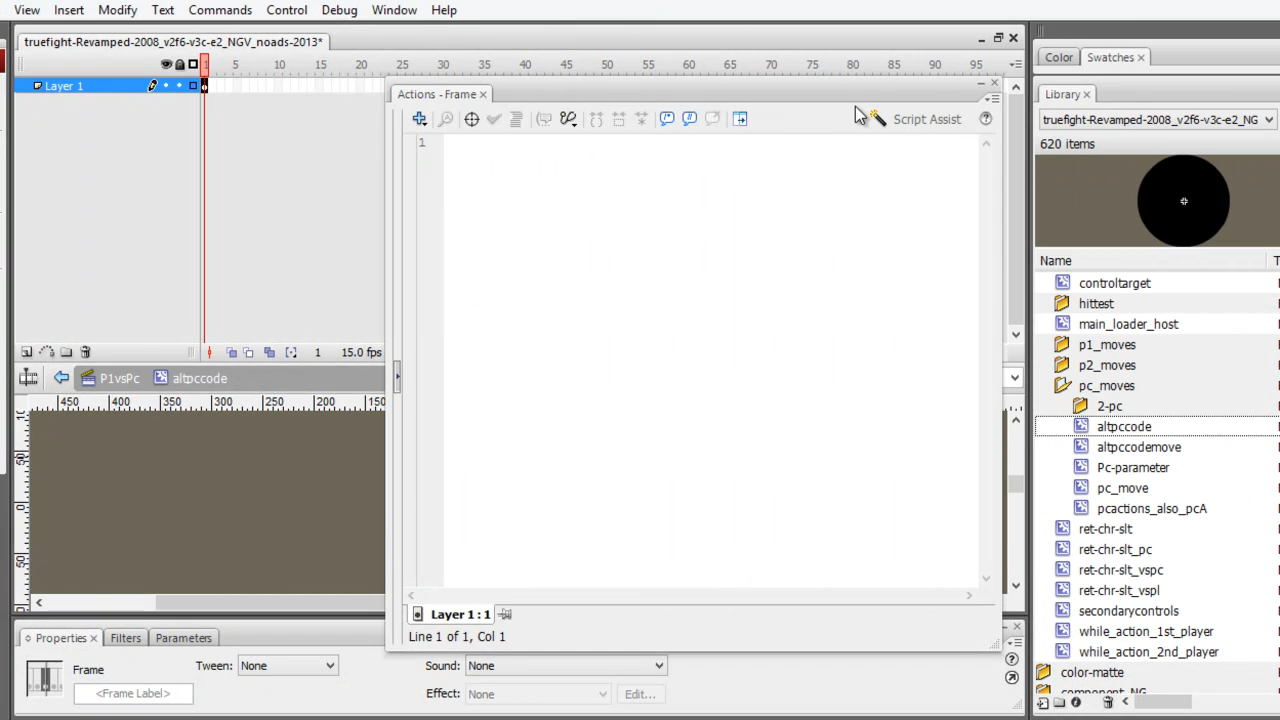 View Insert Modify Text Commands Control Debug Window Help
truefight-Revamped-2008_v2f6-v3c-e2_NGV_noads-2013*
1 5 10 15 20 25 30 35 40 45 50 55 60 65 70 75 80 85 90 95
Layer 1
Actions - Frame
Script Assist
1
1 15.0 fps
P1vsPc altpccode
450 400 350 300 250 200 150
Layer 1 : 1
Line 1 of 1, Col 1
Properties Filters Parameters
Frame
Tween: None
Sound: None
<Frame Label>
Effect: None Edit...
Color Swatches
Library
truefight-Revamped-2008_v2f6-v3c-e2_NG
620 items
Name
controltarget
hittest
main_loader_host
p1_moves
p2_moves
pc_moves
2-pc
altpccode
altpccodemove
Pc-parameter
pc_move
pcactions_also_pcA
ret-chr-slt
ret-chr-slt_pc
ret-chr-slt_vspc
ret-chr-slt_vspl
secondarycontrols
while_action_1st_player
while_action_2nd_player
color-matte
component_NG